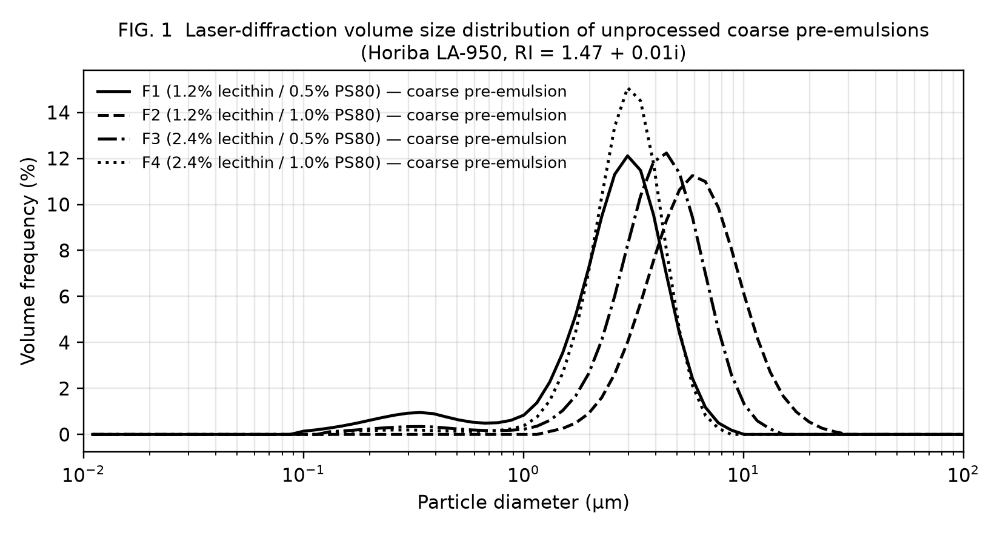 FIG. 1  Laser-diffraction volume size distribution of unprocessed coarse pre-emulsions
(Horiba LA-950, RI = 1.47 + 0.01i)
F1 (1.2% lecithin / 0.5% PS80) — coarse pre-emulsion
F2 (1.2% lecithin / 1.0% PS80) — coarse pre-emulsion
F3 (2.4% lecithin / 0.5% PS80) — coarse pre-emulsion
F4 (2.4% lecithin / 1.0% PS80) — coarse pre-emulsion
Volume frequency (%)
14
12
10
8
6
4
2
0
10⁻² 10⁻¹ 10⁰ 10¹ 10²
Particle diameter (µm)